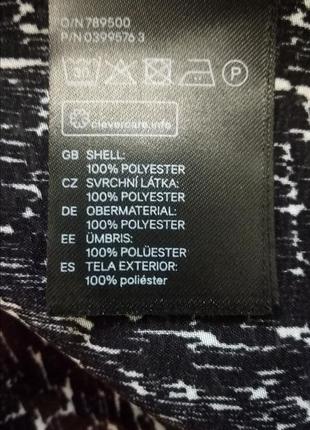 O/N 789500
P/N 0399576 3
30 P
clevercare.info
GB SHELL:
100% POLYESTER
CZ SVRCHNÍ LÁTKA:
100% POLYESTER
DE OBERMATERIAL:
100% POLYESTER
EE ÜMBRIS:
100% POLÜESTER
ES TELA EXTERIOR:
100% poliéster